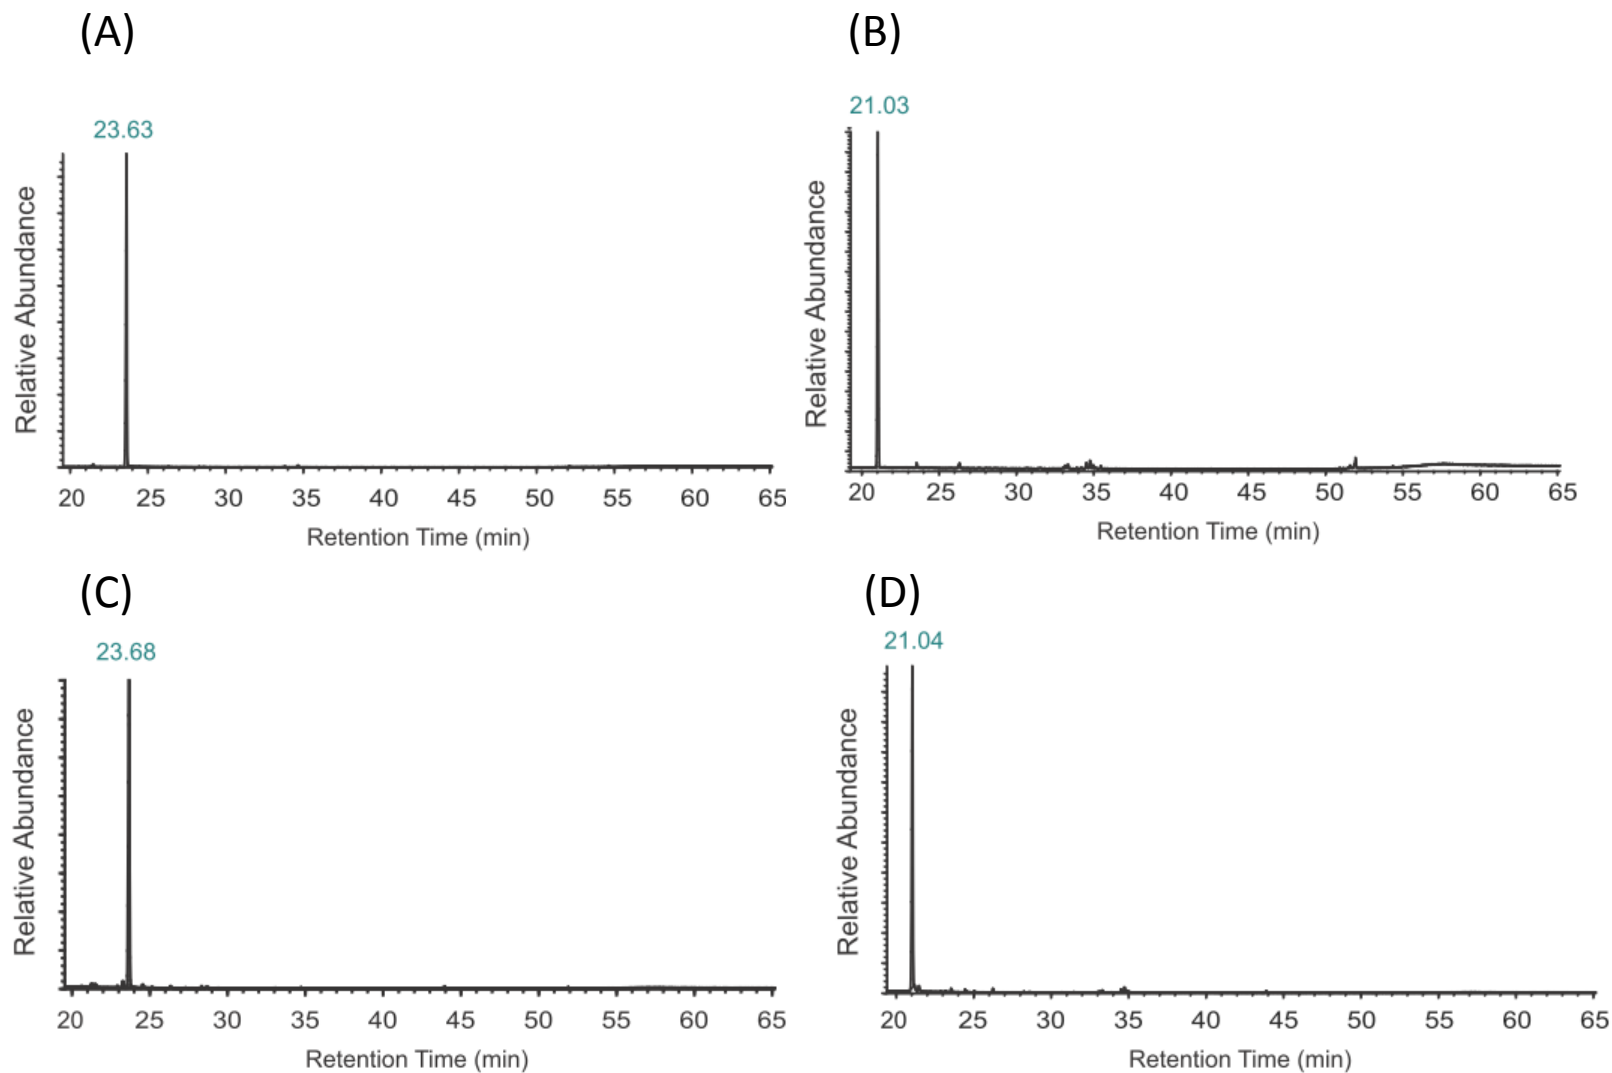 (A)
23.63
Relative Abundance
20 25 30 35 40 45 50 55 60 65
Retention Time (min)
(B)
21.03
Relative Abundance
20 25 30 35 40 45 50 55 60 65
Retention Time (min)
(C)
23.68
Relative Abundance
20 25 30 35 40 45 50 55 60 65
Retention Time (min)
(D)
21.04
Relative Abundance
20 25 30 35 40 45 50 55 60 65
Retention Time (min)